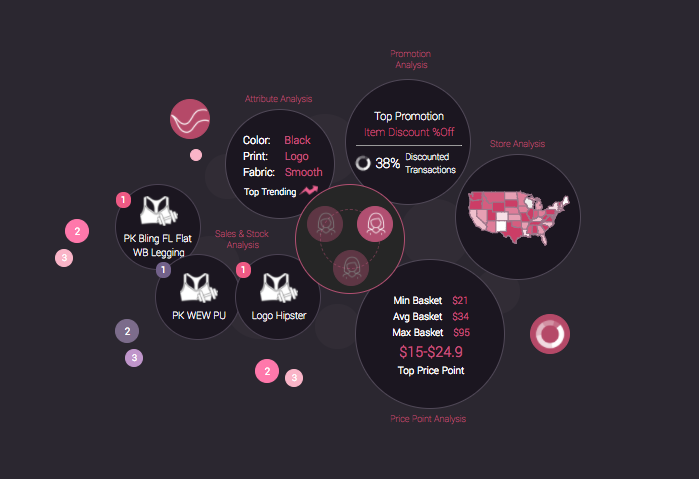 Promotion
Analysis
Top Promotion
Item Discount %Off
38% Discounted
Transactions
Attribute Analysis
Color: Black
Print: Logo
Fabric: Smooth
Top Trending
Store Analysis
Sales & Stock
Analysis
1
PK Bling FL Flat
WB Legging
2
3
1
PK WEW PU
2
3
1
Logo Hipster
2
3
Min Basket $21
Avg Basket $34
Max Basket $95
$15-$24.9
Top Price Point
Price Point Analysis